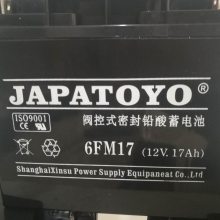 JAPATOYO®
ISO9001
阀控式密封铅酸蓄电池
CE
6FM17 (12V. 17Ah)
ShanghaiXinsu Power Supply Equipaneat Co;Ltd